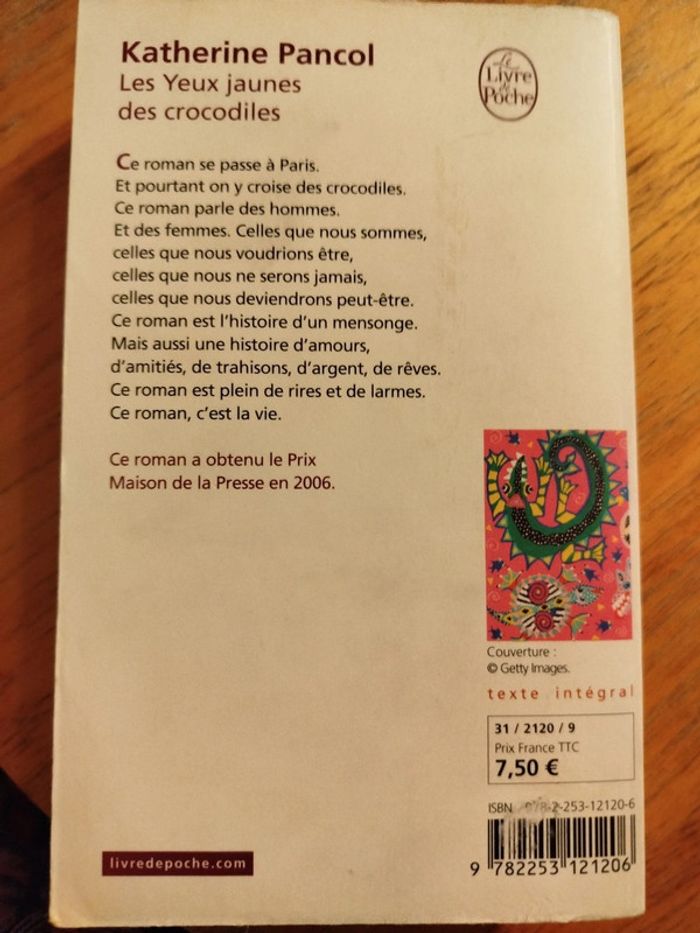 Katherine Pancol
Les Yeux jaunes
des crocodiles
Le
Livre
de
Poche
Ce roman se passe à Paris.
Et pourtant on y croise des crocodiles.
Ce roman parle des hommes.
Et des femmes. Celles que nous sommes,
celles que nous voudrions être,
celles que nous ne serons jamais,
celles que nous deviendrons peut-être.
Ce roman est l'histoire d'un mensonge.
Mais aussi une histoire d'amours,
d'amitiés, de trahisons, d'argent, de rêves.
Ce roman est plein de rires et de larmes.
Ce roman, c'est la vie.
Ce roman a obtenu le Prix
Maison de la Presse en 2006.
Couverture :
© Getty Images.
texte intégral
31 / 2120 / 9
Prix France TTC
7,50 €
ISBN 978-2-253-12120-6
9 782253 121206
livredepoche.com